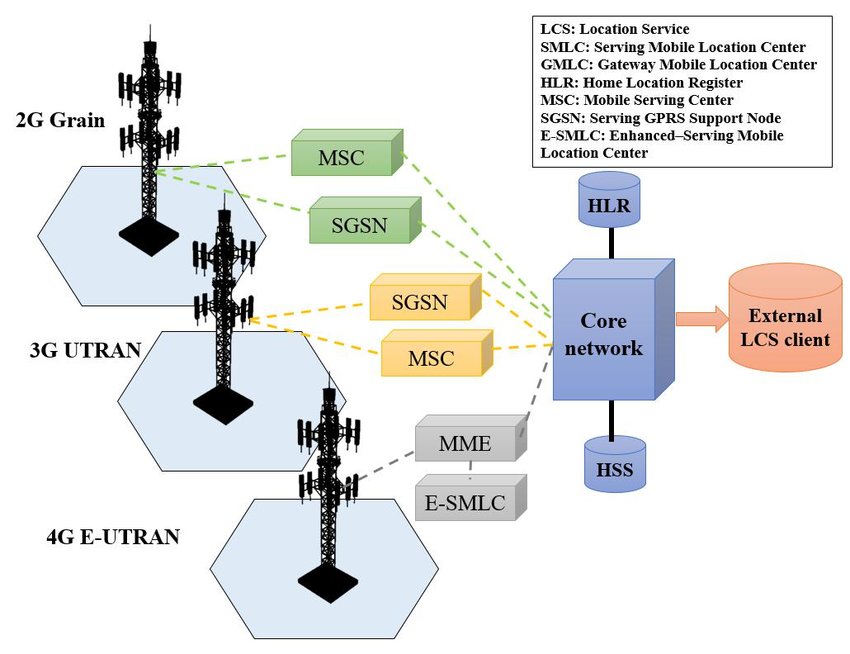 LCS: Location Service
SMLC: Serving Mobile Location Center
GMLC: Gateway Mobile Location Center
HLR: Home Location Register
MSC: Mobile Serving Center
SGSN: Serving GPRS Support Node
E-SMLC: Enhanced–Serving Mobile
Location Center
2G Grain
MSC
SGSN
HLR
SGSN
MSC
Core
network
External
LCS client
3G UTRAN
MME
E-SMLC
HSS
4G E-UTRAN